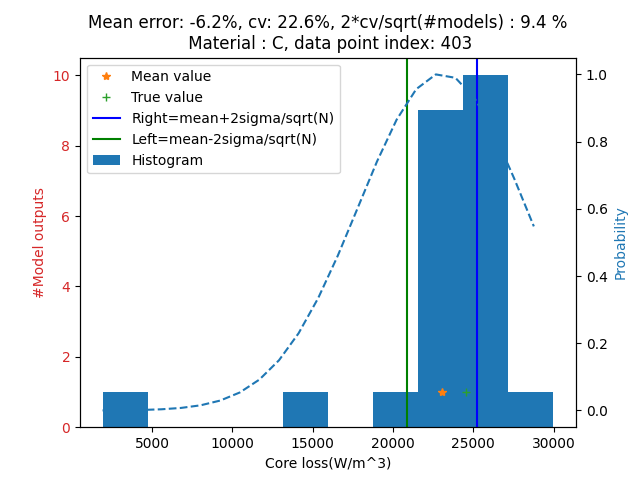 Mean error: -6.2%, cv: 22.6%, 2*cv/sqrt(#models) : 9.4 %
Material : C, data point index: 403
Mean value
True value
Right=mean+2sigma/sqrt(N)
Left=mean-2sigma/sqrt(N)
Histogram
#Model outputs
10
8
6
4
2
0
1.0
0.8
0.6
0.4
0.2
0.0
Probability
5000 10000 15000 20000 25000 30000
Core loss(W/m^3)